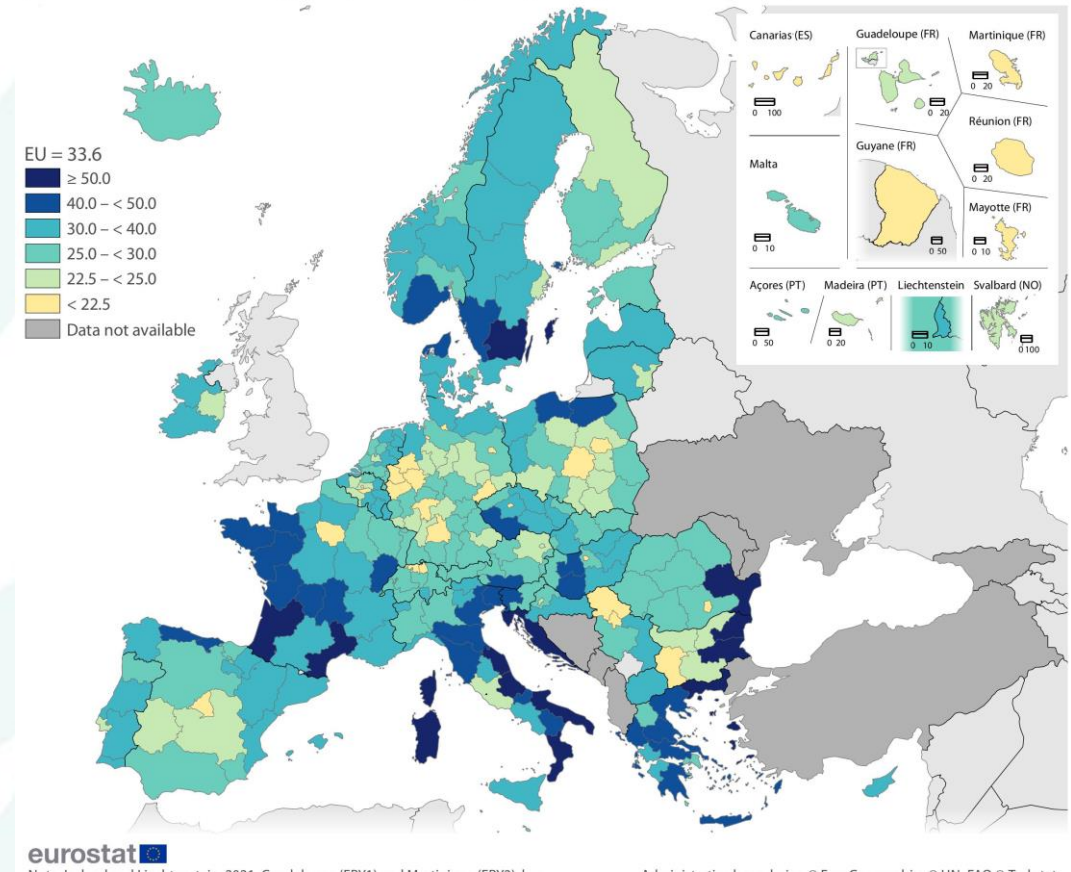 EU = 33.6
≥ 50.0
40.0 – < 50.0
30.0 – < 40.0
25.0 – < 30.0
22.5 – < 25.0
< 22.5
Data not available
Canarias (ES)
0 100
Guadeloupe (FR)
0 20
Martinique (FR)
0 20
Réunion (FR)
0 20
Malta
0 10
Guyane (FR)
0 50
Mayotte (FR)
0 10
Açores (PT)
0 50
Madeira (PT)
0 20
Liechtenstein
0 10
Svalbard (NO)
0 100
eurostat